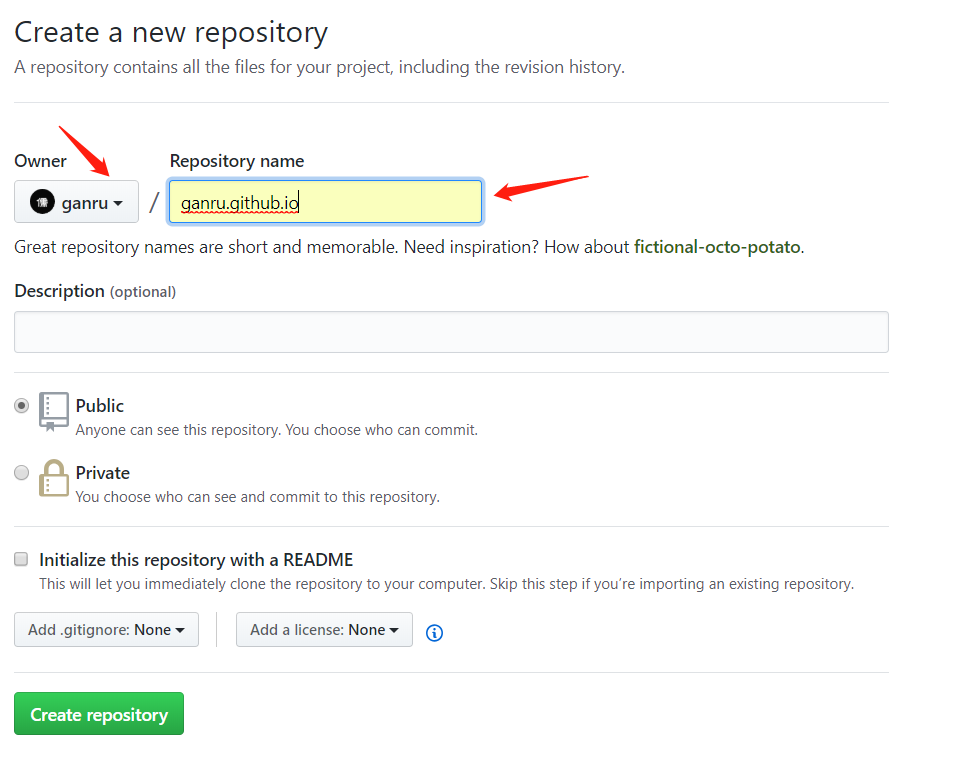 Create a new repository
A repository contains all the files for your project, including the revision history.
Owner
Repository name
ganru / ganru.github.io
Great repository names are short and memorable. Need inspiration? How about fictional-octo-potato.
Description (optional)
Public
Anyone can see this repository. You choose who can commit.
Private
You choose who can see and commit to this repository.
Initialize this repository with a README
This will let you immediately clone the repository to your computer. Skip this step if you’re importing an existing repository.
Add .gitignore: None
Add a license: None
Create repository